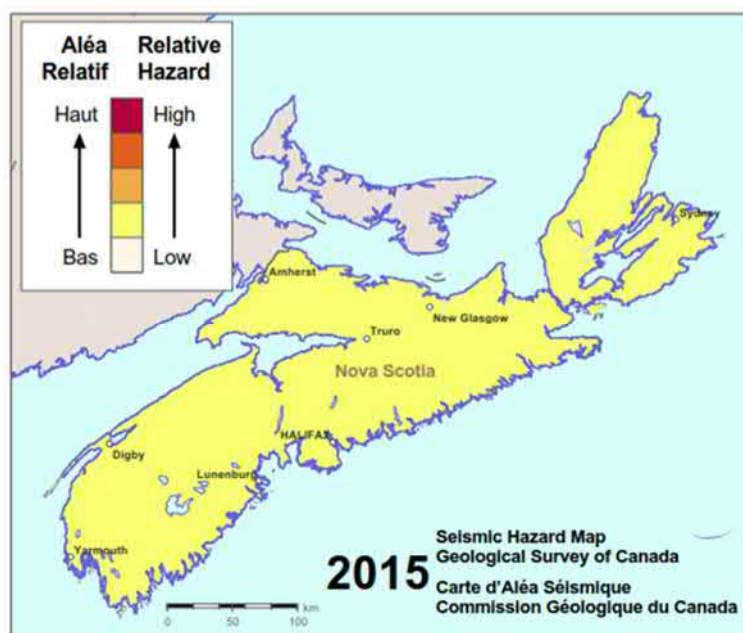 Aléa Relatif
Relative Hazard
Haut
High
Bas
Low
Sydney
Amherst
New Glasgow
Truro
Nova Scotia
HALIFAX
Digby
Lunenburg
Yarmouth
2015
Seismic Hazard Map
Geological Survey of Canada
Carte d'Aléa Séismique
Commission Géologique du Canada
0 50 100
km